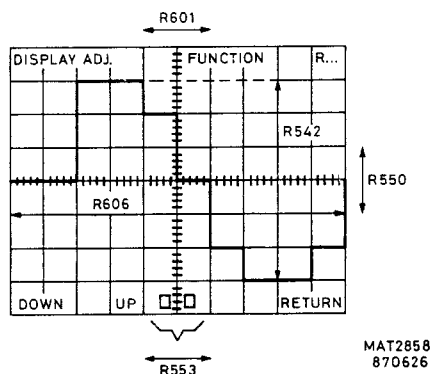 R601
DISPLAY ADJ. FUNCTION R...
R542
R550
R606
DOWN UP RETURN
R553
MAT2858
870626